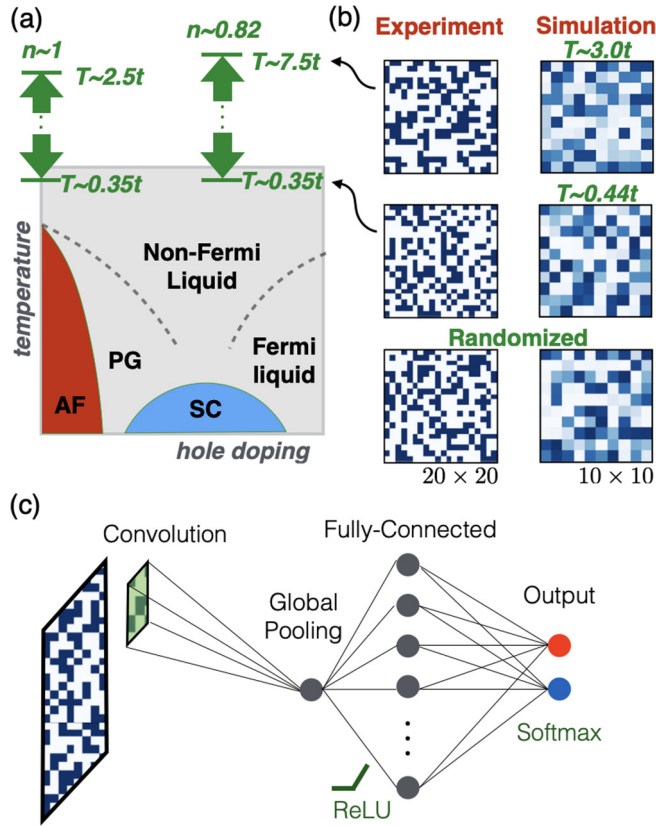 (a)
n~1
T~2.5t
n~0.82
T~7.5t
T~0.35t
T~0.35t
temperature
Non-Fermi
Liquid
PG
Fermi
liquid
AF
SC
hole doping
(b)
Experiment
Simulation
T~3.0t
T~0.44t
Randomized
20 × 20
10 × 10
(c)
Convolution
Global
Pooling
Fully-Connected
Output
Softmax
ReLU